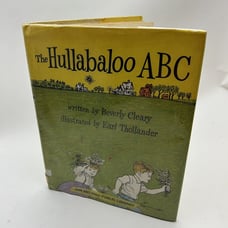 The Hullabaloo ABC
written by Beverly Cleary
illustrated by Earl Thollander